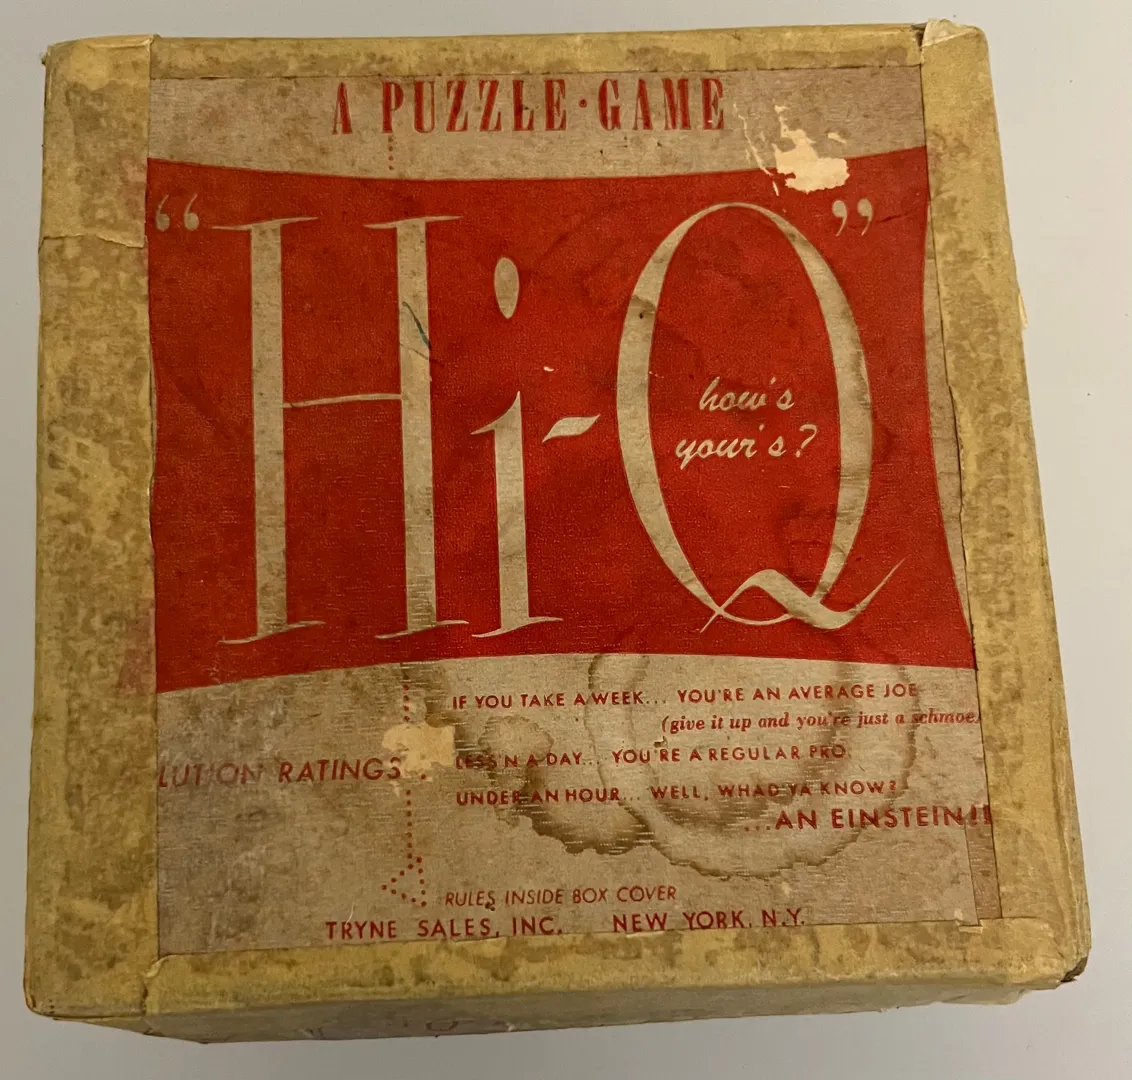 A PUZZLE·GAME
“Hi-Q”
how's
your's?
IF YOU TAKE A WEEK... YOU'RE AN AVERAGE JOE
(give it up and you're just a schmoe
LUTION RATINGS
LESS'N A DAY... YOU'RE A REGULAR PRO
UNDER AN HOUR... WELL, WHAD'YA KNOW?
...AN EINSTEIN!!
RULES INSIDE BOX COVER
TRYNE SALES, INC. NEW YORK, N.Y.